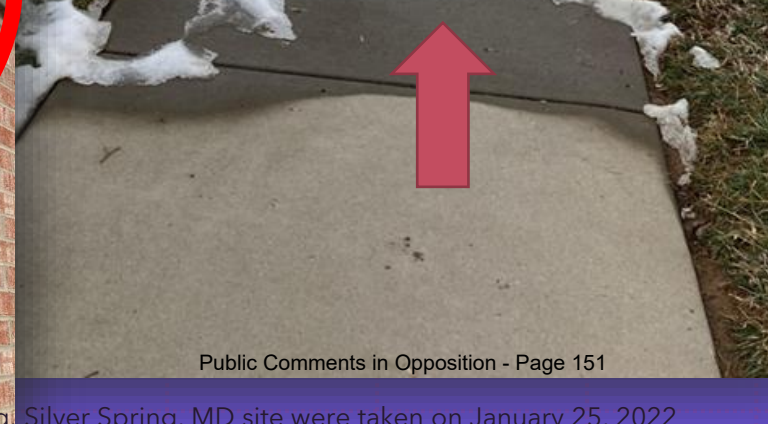 Public Comments in Opposition - Page 151
Silver Spring, MD site were taken on January 25, 2022